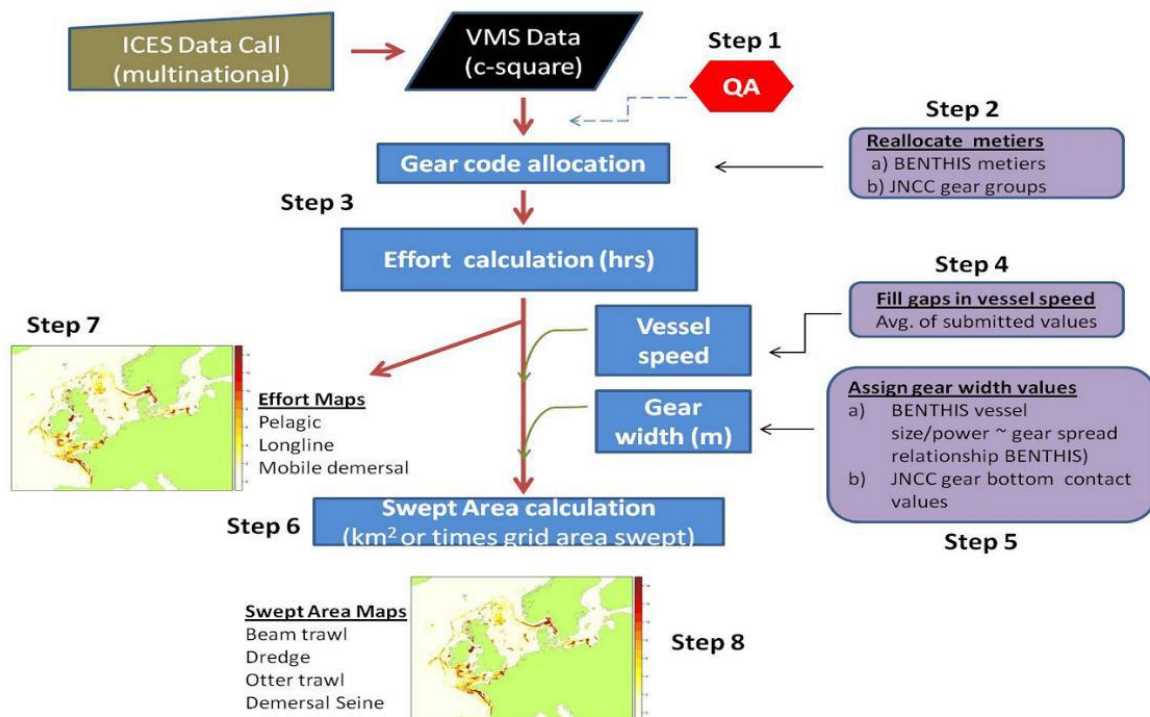 ICES Data Call
(multinational)
VMS Data
(c-square)
Step 1
QA
Step 2
Reallocate metiers
a) BENTHIS metiers
b) JNCC gear groups
Gear code allocation
Step 3
Effort calculation (hrs)
Step 4
Fill gaps in vessel speed
Avg. of submitted values
Vessel
speed
Step 7
Effort Maps
Pelagic
Longline
Mobile demersal
Gear
width (m)
Assign gear width values
a) BENTHIS vessel
size/power ~ gear spread
relationship BENTHIS)
b) JNCC gear bottom contact
values
Step 5
Step 6
Swept Area calculation
(km² or times grid area swept)
Swept Area Maps
Beam trawl
Dredge
Otter trawl
Demersal Seine
Step 8